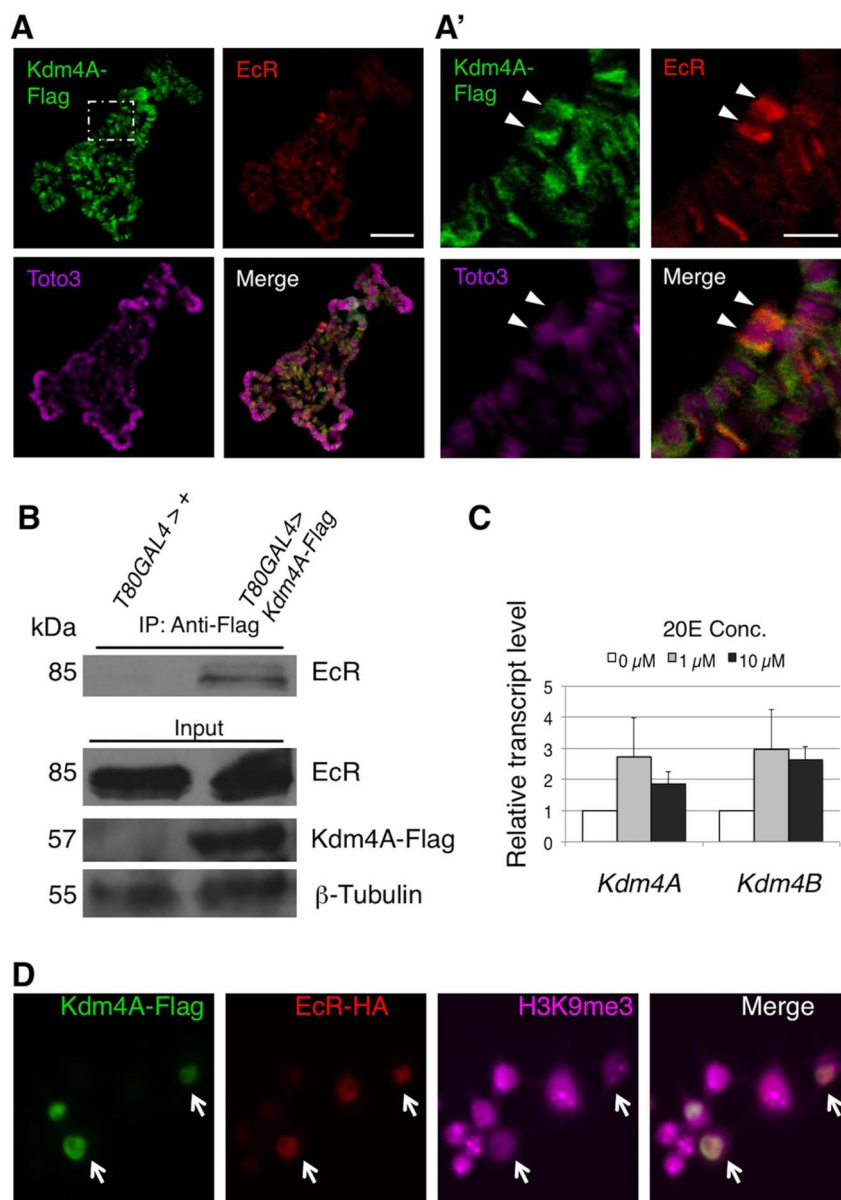 A
Kdm4A-
Flag
EcR
Toto3
Merge
A'
Kdm4A-
Flag
EcR
Toto3
Merge
B
T80GAL4 > +
T80GAL4>
Kdm4A-Flag
kDa
IP: Anti-Flag
85
EcR
Input
85
EcR
57
Kdm4A-Flag
55
β-Tubulin
C
20E Conc.
0 µM 1 µM 10 µM
Relative transcript level
5
4
3
2
1
0
Kdm4A
Kdm4B
D
Kdm4A-Flag
EcR-HA
H3K9me3
Merge